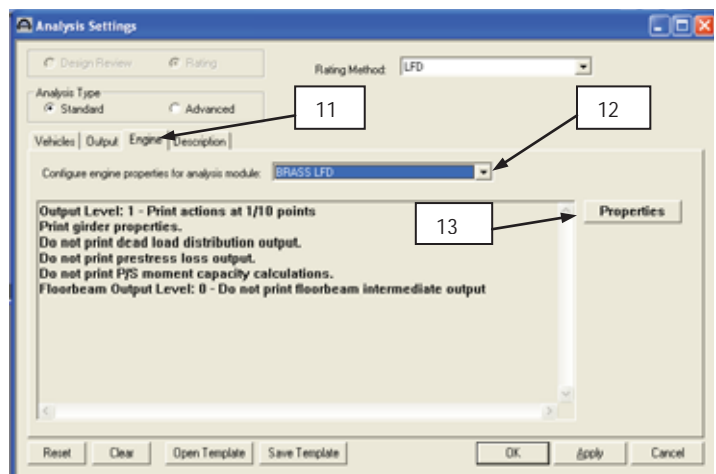 Analysis Settings
Design Review Rating Rating Method: LFD
Analysis Type
Standard Advanced
11
12
Vehicles Output Engine Description
Configure engine properties for analysis module: BRASS LFD
Output Level: 1 - Print actions at 1/10 points
Print girder properties.
Do not print dead load distribution output.
Do not print prestress loss output.
Do not print P/S moment capacity calculations.
Floorbeam Output Level: 0 - Do not print floorbeam intermediate output
13
Properties
Reset Clear Open Template Save Template OK Apply Cancel